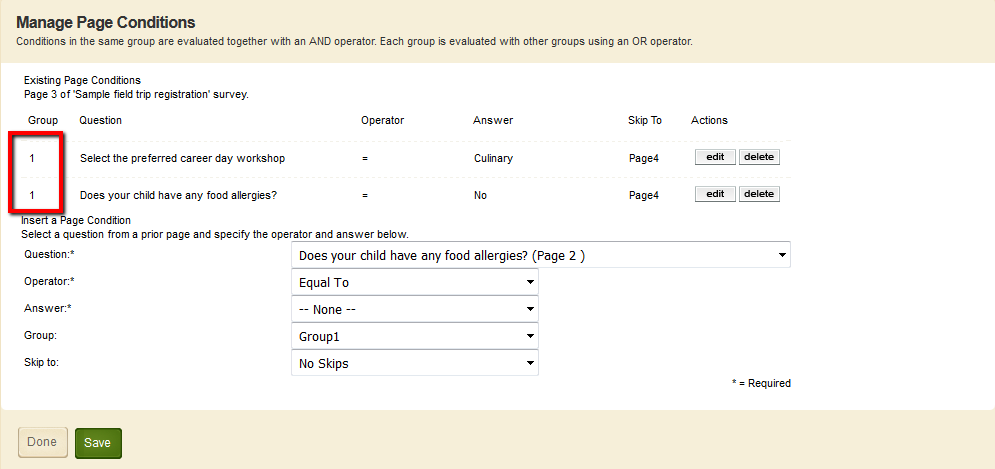 Manage Page Conditions
Conditions in the same group are evaluated together with an AND operator. Each group is evaluated with other groups using an OR operator.
Existing Page Conditions
Page 3 of 'Sample field trip registration' survey.
Group Question Operator Answer Skip To Actions
1 Select the preferred career day workshop = Culinary Page4 edit delete
1 Does your child have any food allergies? = No Page4 edit delete
Insert a Page Condition
Select a question from a prior page and specify the operator and answer below.
Question:* Does your child have any food allergies? (Page 2 )
Operator:* Equal To
Answer:* -- None --
Group: Group1
Skip to: No Skips
* = Required
Done Save